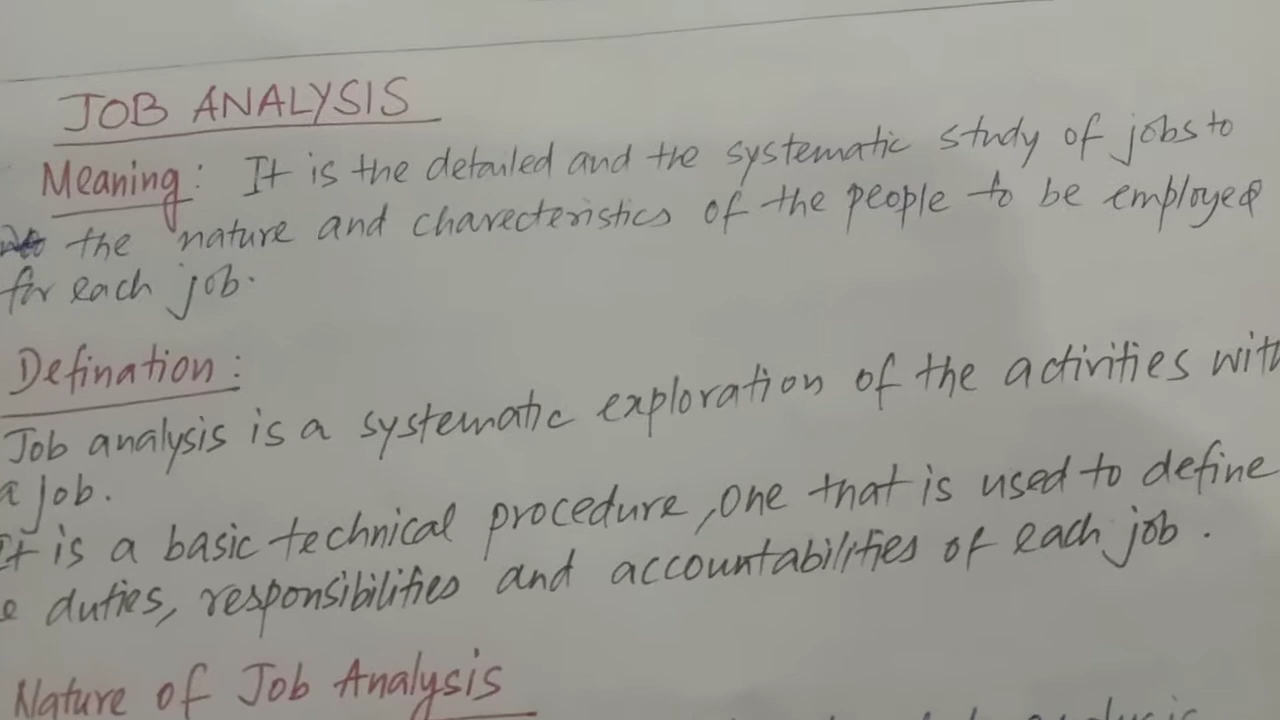 JOB ANALYSIS
Meaning: It is the detailed and the systematic study of jobs to
the nature and charecteristics of the people to be employed
for each job.
Defination:
Job analysis is a systematic exploration of the activities with
a job.
It is a basic technical procedure, one that is used to define
duties, responsibilities and accountabilities of each job.
Nature of Job Analysis